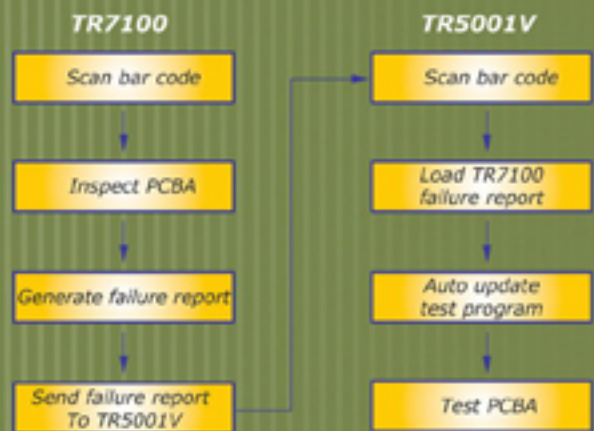 TR7100
Scan bar code
Inspect PCBA
Generate failure report
Send failure report
To TR5001V
TR5001V
Scan bar code
Load TR7100
failure report
Auto update
test program
Test PCBA